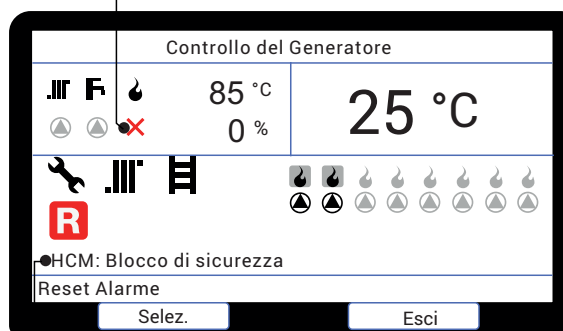 Controllo del Generatore
85 °C
0 %
25 °C
R
HCM: Blocco di sicurezza
Reset Alarme
Selez. Esci